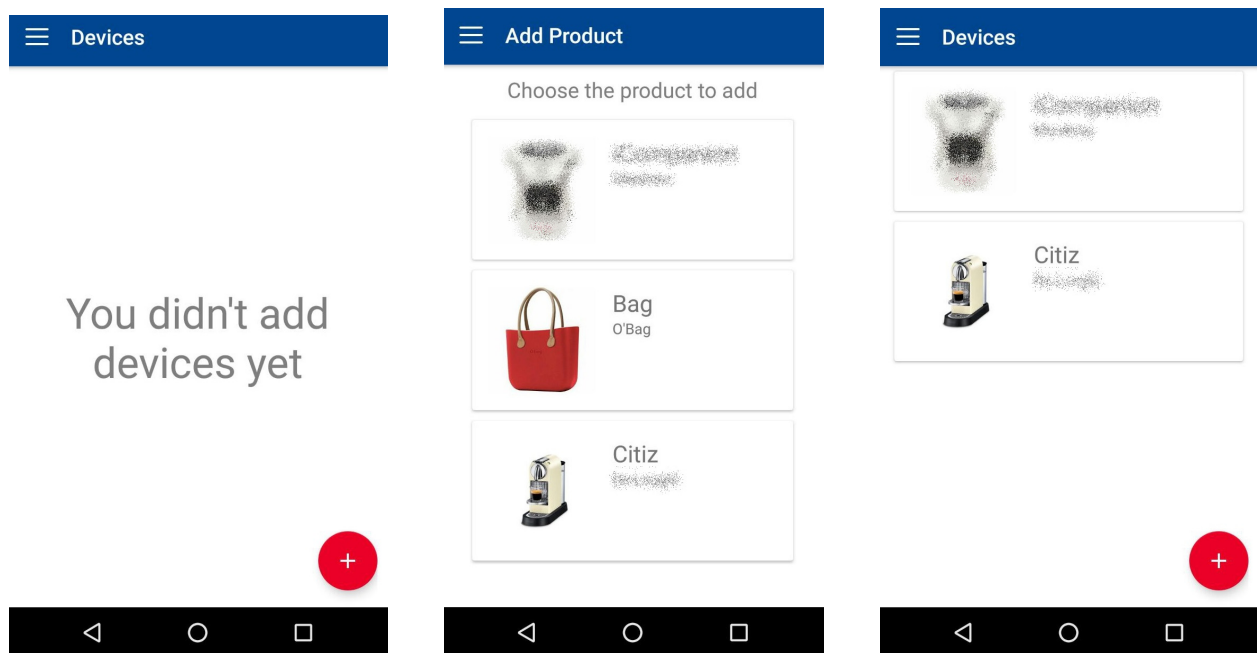 Devices
You didn't add
devices yet
+
Add Product
Choose the product to add
Bag
O'Bag
Citiz
Devices
Citiz
+